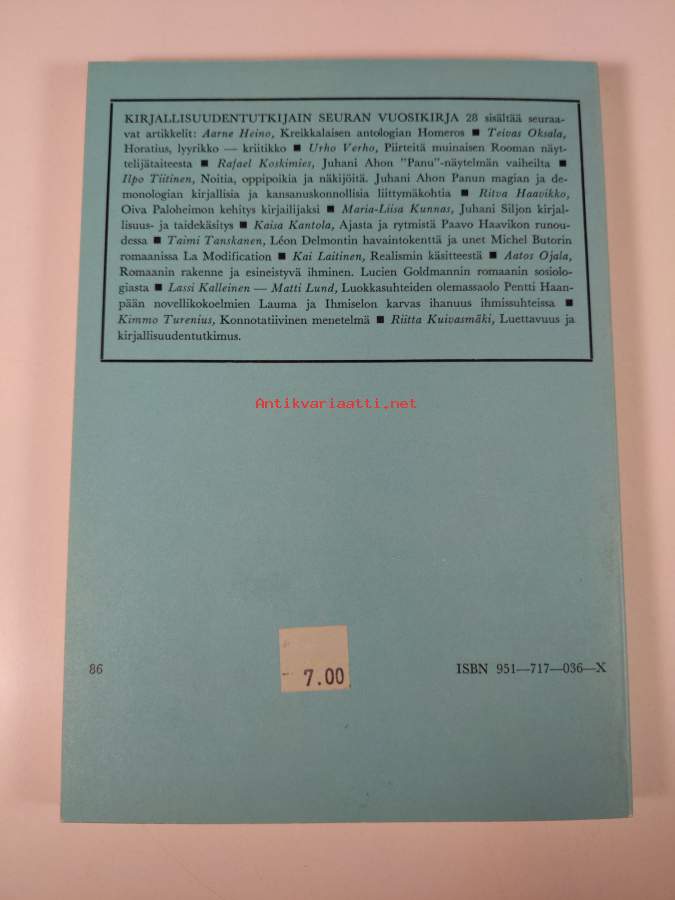 KIRJALLISUUDENTUTKIJAIN SEURAN VUOSIKIRJA 28 sisältää seuraa-
vat artikkelit: Aarne Heino, Kreikkalaisen antologian Homeros ■ Teivas Oksala,
Horatius, lyyrikko — kriitikko ■ Urho Verho, Piirteitä muinaisen Rooman näyt-
telijätaiteesta ■ Rafael Koskimies, Juhani Ahon "Panu"-näytelmän vaiheilta ■
Ilpo Tiitinen, Noitia, oppipoikia ja näkijöitä. Juhani Ahon Panun magian ja de-
monologian kirjallisia ja kansanuskonnollisia liittymäkohtia ■ Ritva Haavikko,
Oiva Paloheimon kehitys kirjailijaksi ■ Maria-Liisa Kunnas, Juhani Siljon kirjal-
lisuus- ja taidekäsitys ■ Kaisa Kantola, Ajasta ja rytmistä Paavo Haavikon runou-
dessa ■ Taimi Tanskanen, Léon Delmontin havaintokenttä ja unet Michel Butorin
romaanissa La Modification ■ Kai Laitinen, Realismin käsitteestä ■ Aatos Ojala,
Romaanin rakenne ja esineistyvä ihminen. Lucien Goldmannin romaanin sosiolo-
giasta ■ Lassi Kalleinen — Matti Lund, Luokkasuhteiden olemassaolo Pentti Haan-
pään novellikokoelmien Lauma ja Ihmiselon karvas ihanuus ihmissuhteissa ■
Kimmo Turenius, Konnotatiivinen menetelmä ■ Riitta Kuivasmäki, Luettavuus ja
kirjallisuudentutkimus.
Antikvariaatti.net
86
7.00
ISBN 951—717—036—X